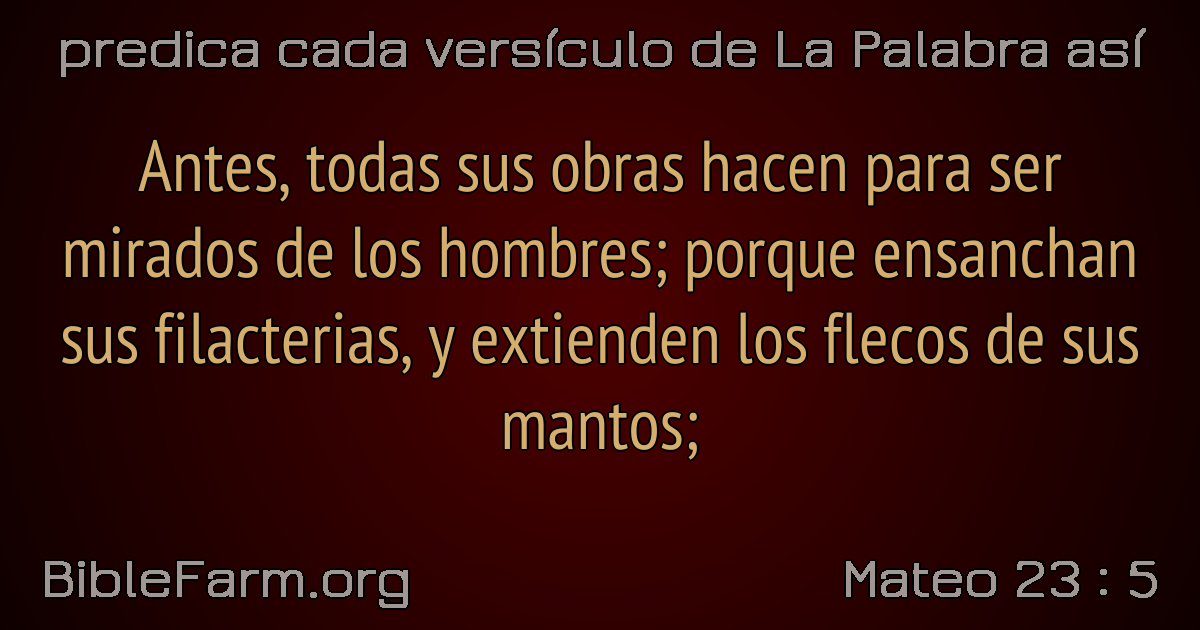 predica cada versículo de La Palabra así
Antes, todas sus obras hacen para ser
mirados de los hombres; porque ensanchan
sus filacterias, y extienden los flecos de sus
mantos;
BibleFarm.org
Mateo 23 : 5